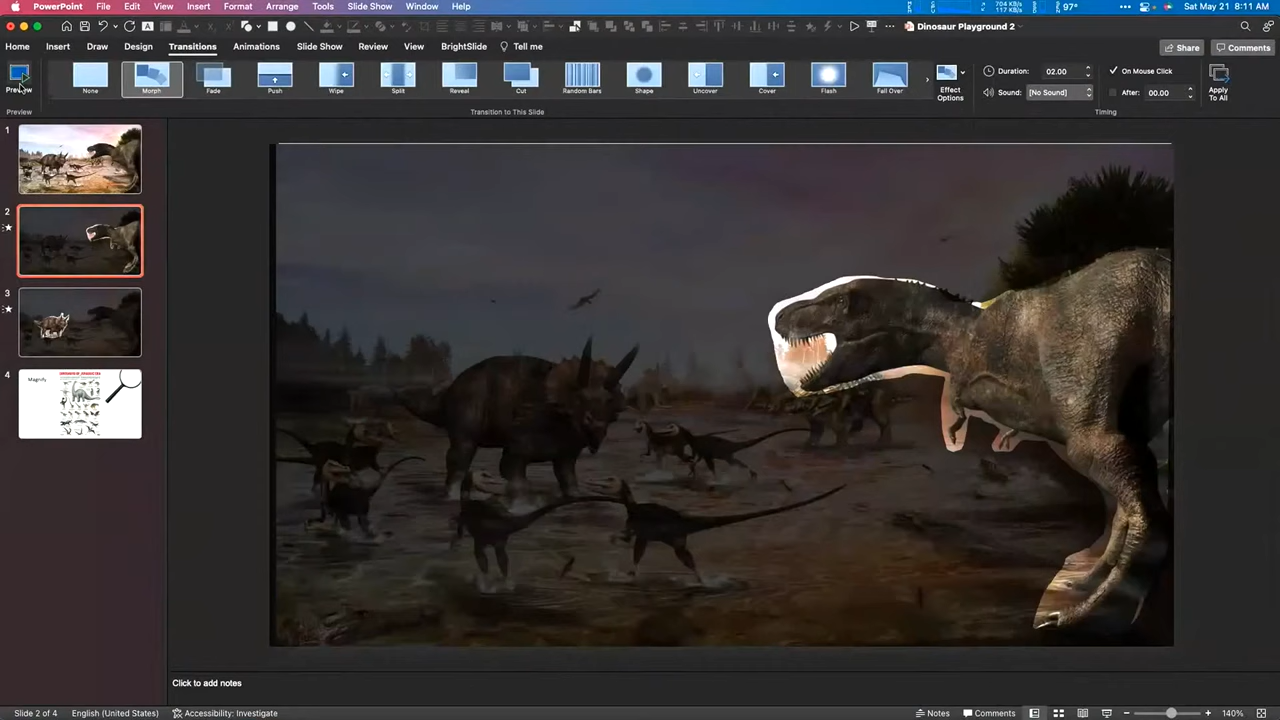 PowerPoint File Edit View Insert Format Arrange Tools Slide Show Window Help
704 KB/s
117 KB/s
97°
Sat May 21 8:11 AM
Dinosaur Playground 2
Home Insert Draw Design Transitions Animations Slide Show Review View BrightSlide Tell me
Share Comments
Preview
None Morph Fade Push Wipe Split Reveal Cut Random Bars Shape Uncover Cover Flash Fall Over
Effect
Options
Duration: 02.00
Sound: [No Sound]
On Mouse Click
After: 00.00
Apply
To All
Preview Transition to This Slide Timing
1
2
3
4
Magnify
Click to add notes
Slide 2 of 4 English (United States) Accessibility: Investigate
Notes Comments 140%